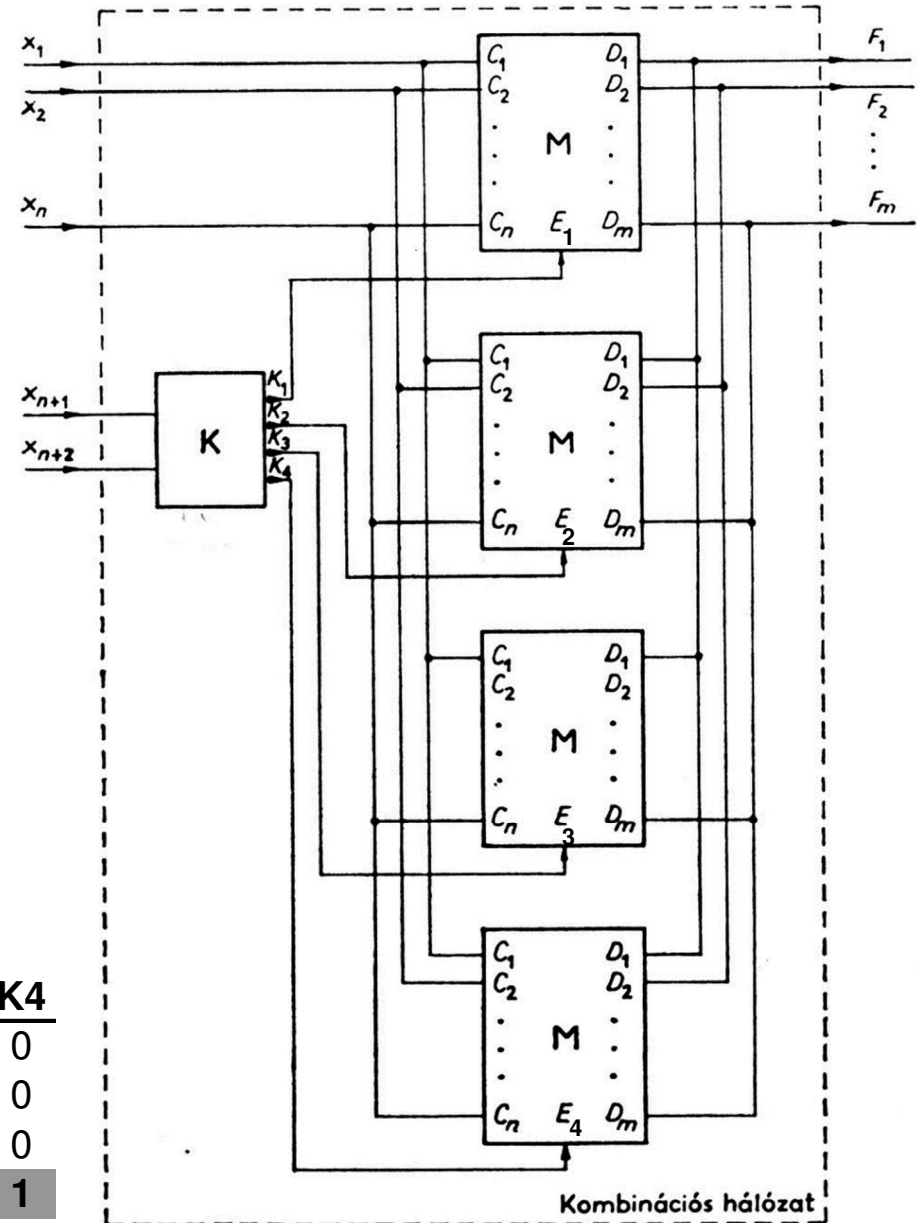 x1 C1 D1 F1
x2 C2 D2 F2
M
xn Cn E1 Dm Fm
K1
xn+1 K2
K K3
xn+2 K4
C1 D1
C2 D2
M
Cn E2 Dm
C1 D1
C2 D2
M
Cn E3 Dm
C1 D1
C2 D2
M
Cn E4 Dm
K4
0
0
0
1
Kombinációs hálózat